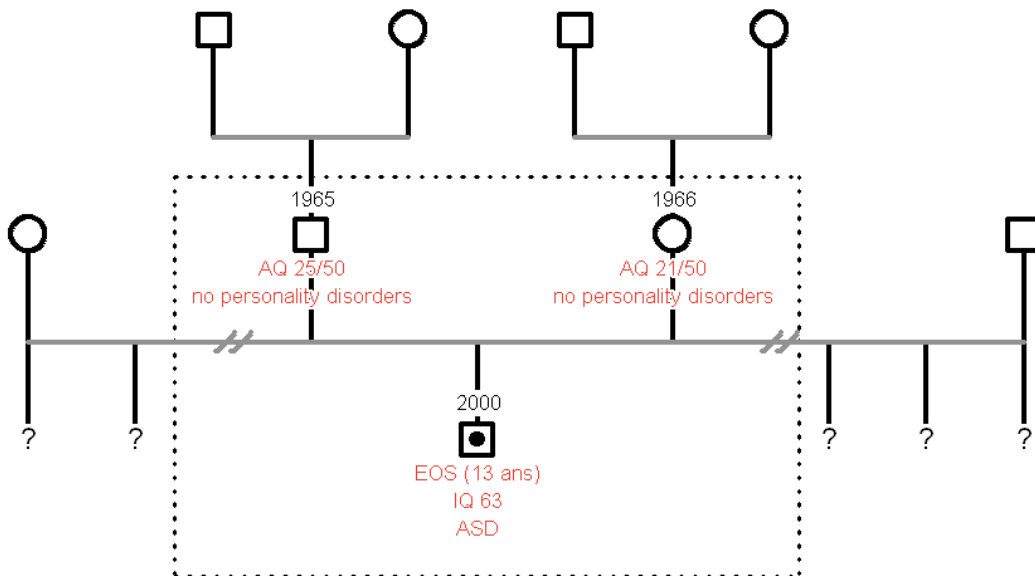 1965
1966
AQ 25/50
no personality disorders
AQ 21/50
no personality disorders
?
?
2000
?
?
?
EOS (13 ans)
IQ 63
ASD